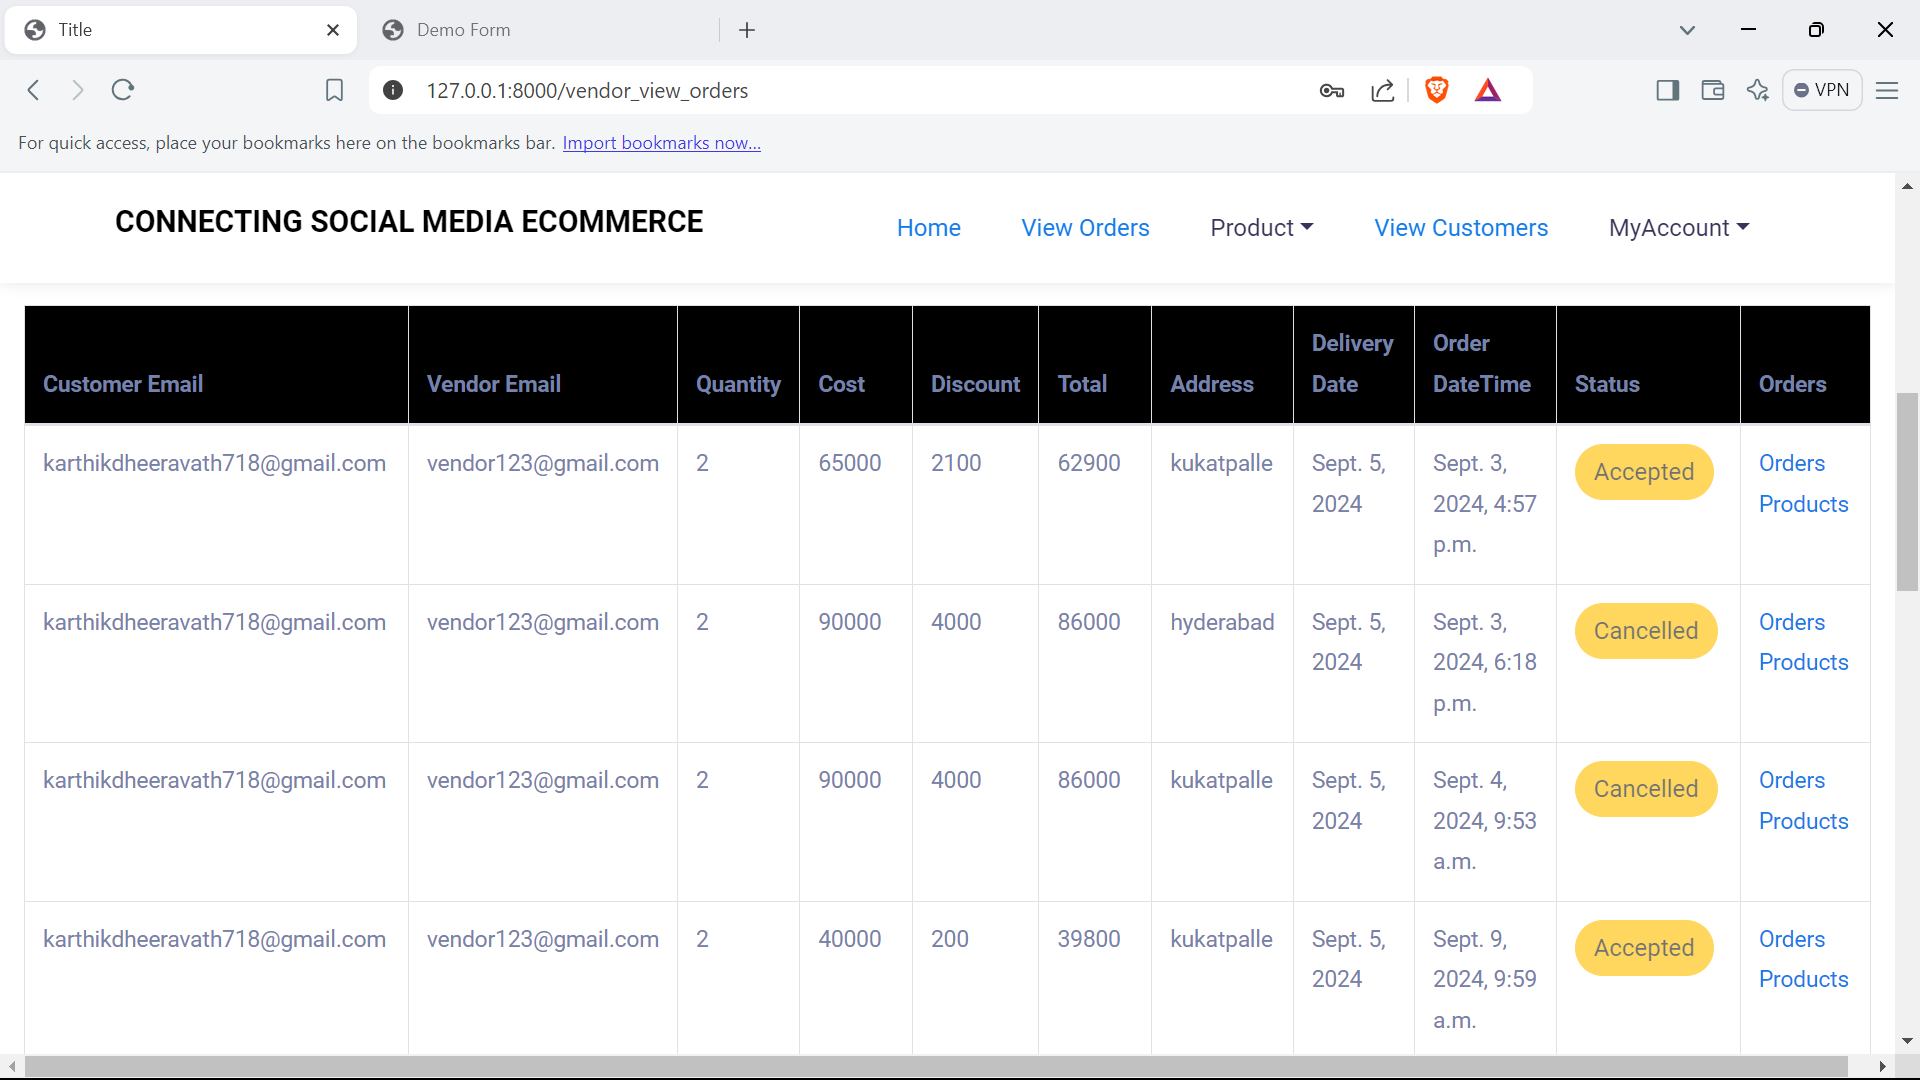 Title
Demo Form
127.0.0.1:8000/vendor_view_orders
VPN
For quick access, place your bookmarks here on the bookmarks bar. Import bookmarks now...
CONNECTING SOCIAL MEDIA ECOMMERCE
Home
View Orders
Product
View Customers
MyAccount
Customer Email
Vendor Email
Quantity
Cost
Discount
Total
Address
Delivery
Date
Order
DateTime
Status
Orders
karthikdheeravath718@gmail.com
vendor123@gmail.com
2
65000
2100
62900
kukatpalle
Sept. 5,
2024
Sept. 3,
2024, 4:57
p.m.
Accepted
Orders
Products
karthikdheeravath718@gmail.com
vendor123@gmail.com
2
90000
4000
86000
hyderabad
Sept. 5,
2024
Sept. 3,
2024, 6:18
p.m.
Cancelled
Orders
Products
karthikdheeravath718@gmail.com
vendor123@gmail.com
2
90000
4000
86000
kukatpalle
Sept. 5,
2024
Sept. 4,
2024, 9:53
a.m.
Cancelled
Orders
Products
karthikdheeravath718@gmail.com
vendor123@gmail.com
2
40000
200
39800
kukatpalle
Sept. 5,
2024
Sept. 9,
2024, 9:59
a.m.
Accepted
Orders
Products